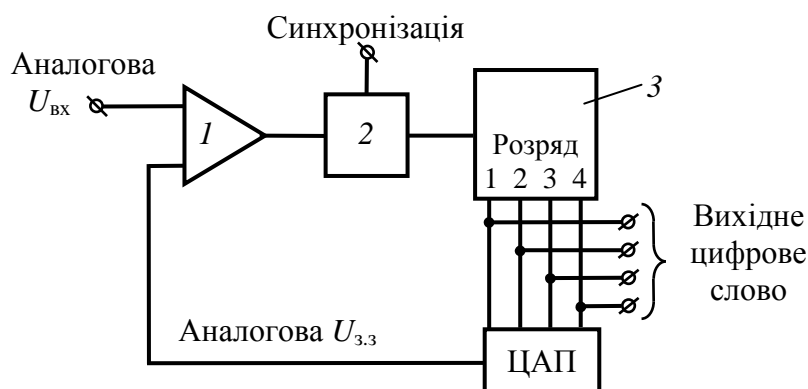 Синхронізація
Аналогова
Uвх
1
2
3
Розряд
1 2 3 4
Вихідне
цифрове
слово
Аналогова Uз.з
ЦАП